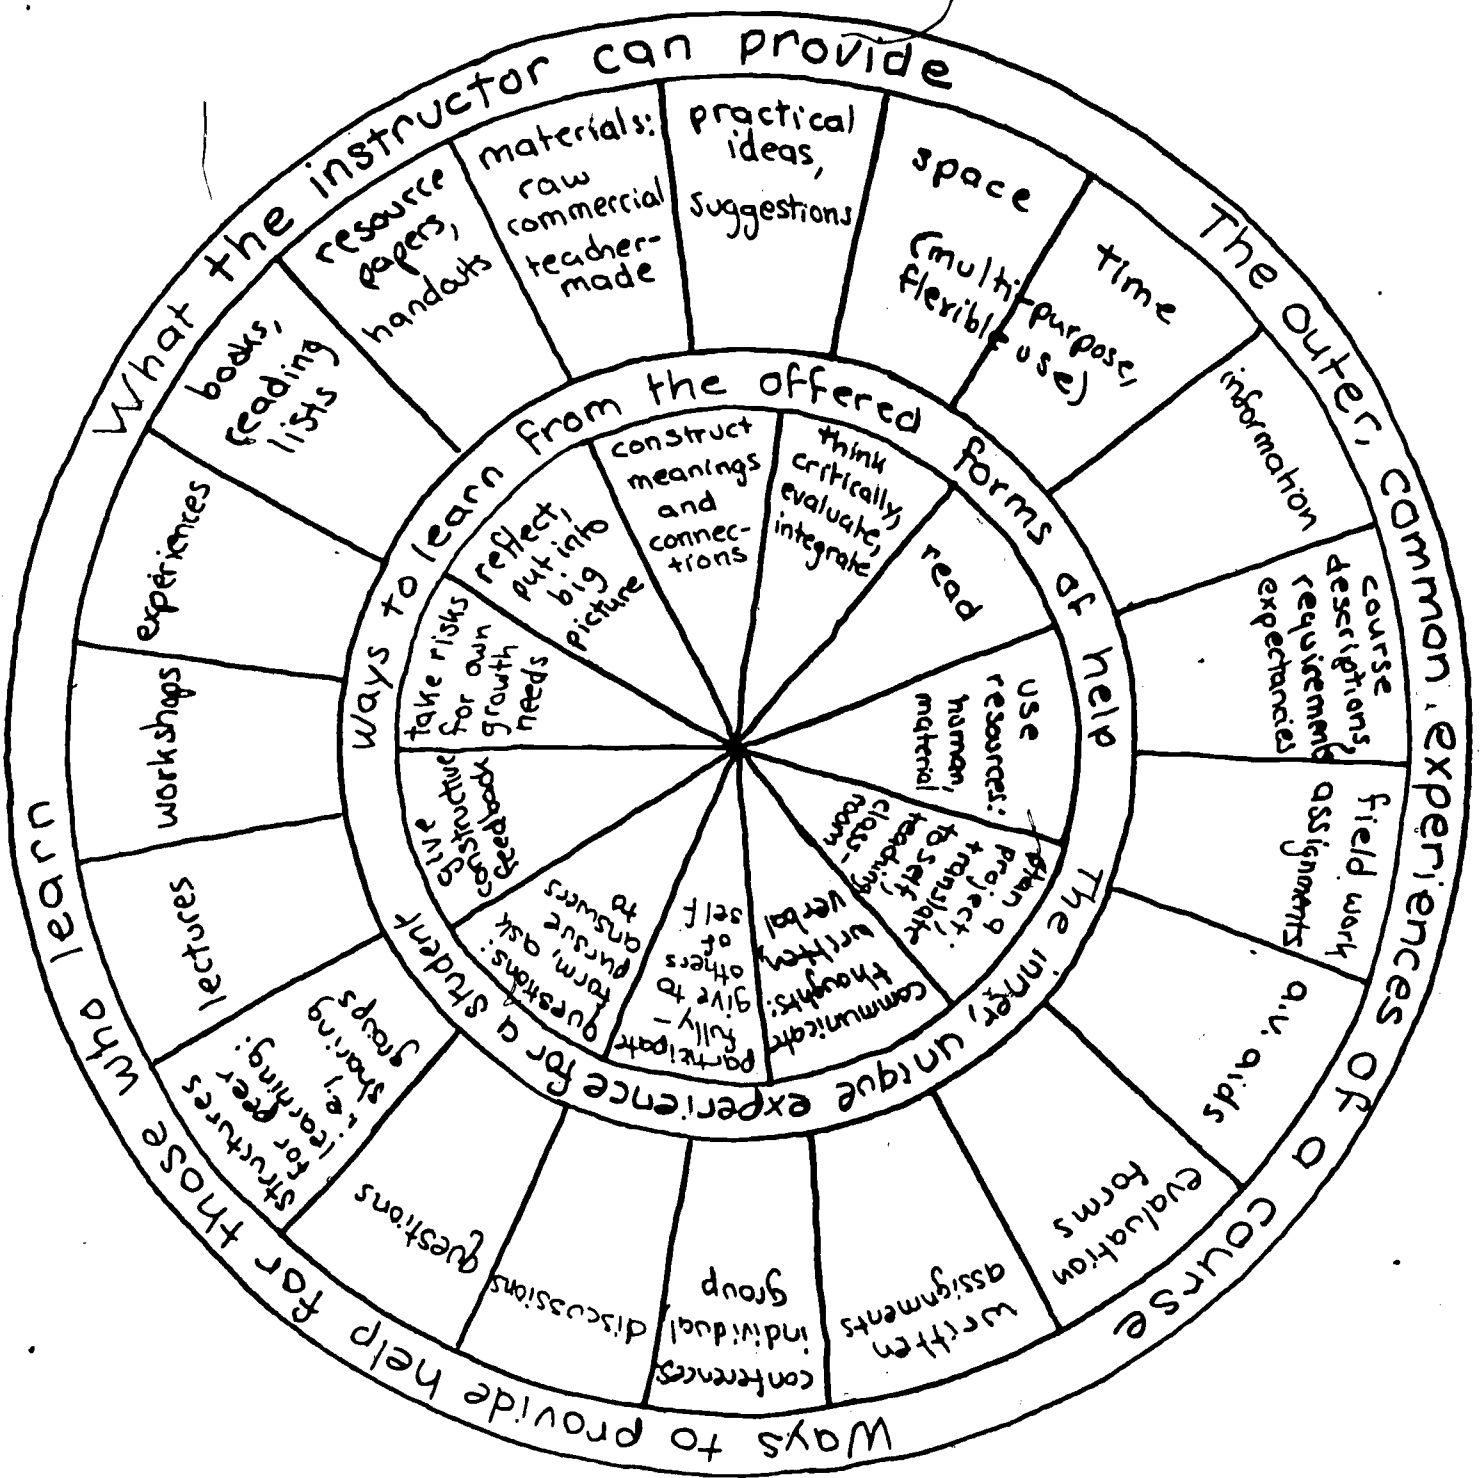 What the instructor can provide
The outer, common experiences of a course
Ways to provide help for those who learn
practical
ideas,
suggestions
space
(multi-purpose,
flexible use)
time
information
course
descriptions,
requirements
expectancies
field work
assignments
a.v. aids
evaluation
forms
written
assignments
conferences
individual
group
discussions
questions
structures
for peer
learning:
i.e.,
sharing
groups
lectures
workshops
experiences
books,
reading
lists
resource
papers,
handouts
materials:
raw
commercial
teacher-
made
Ways to learn from the offered forms of help
The inner, unique experience for a student
construct
meanings
and
connec-
tions
think
critically,
evaluate,
integrate
read
use
resources:
human,
material
plan a
project;
translate
to self,
teaching,
class-
room
communicate
thoughts:
written,
verbal
participate
fully -
give to
others
of
self
questions:
form, ask
pursue
answers
to
give
constructive
feedback
take risks
for own
growth
needs
reflect,
put into
big
picture